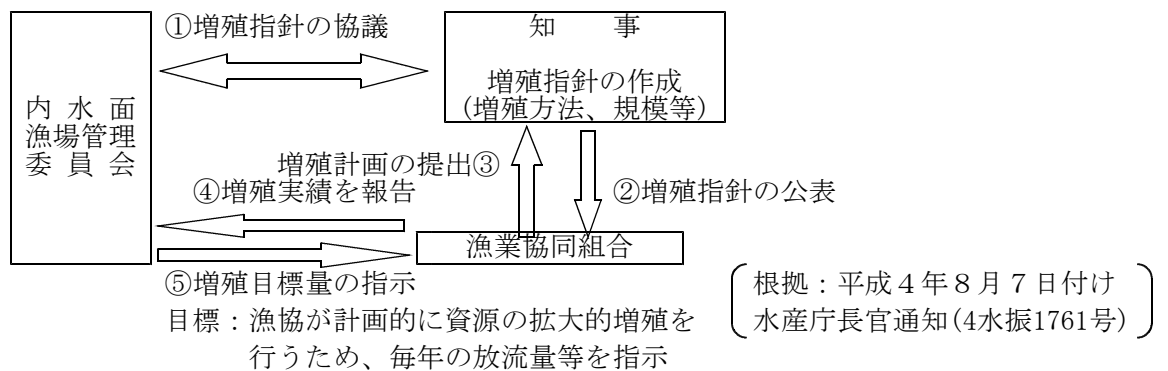 ①増殖指針の協議
知　　事
増殖指針の作成
(増殖方法、規模等)
内 水 面
漁場管理
委 員 会
増殖計画の提出③
④増殖実績を報告
②増殖指針の公表
漁業協同組合
⑤増殖目標量の指示
目標：漁協が計画的に資源の拡大的増殖を
行うため、毎年の放流量等を指示
根拠：平成４年８月７日付け
水産庁長官通知(4水振1761号)